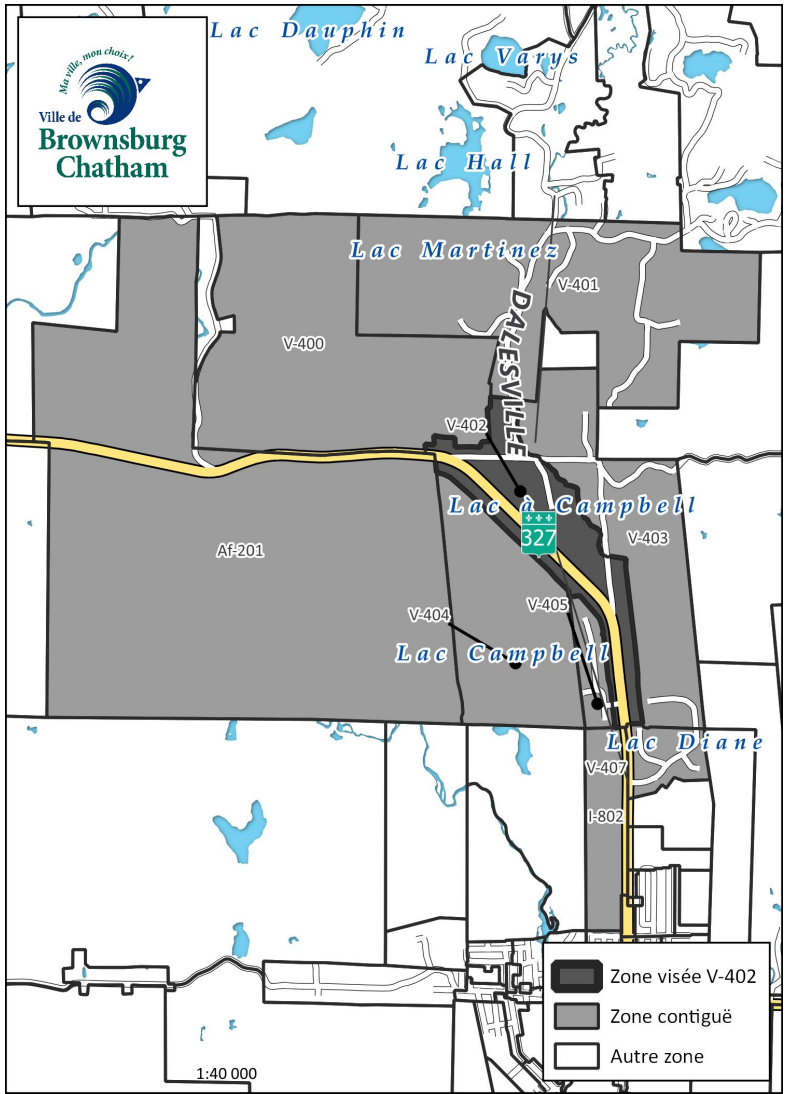 Lac Dauphin
Lac Varys
Ma ville, mon choix!
Ville de
Brownsburg
Chatham
Lac Hall
Lac Martinez
V-401
DALESVILLE
V-400
V-402
Lac à Campbell
327
V-403
Af-201
V-405
V-404
Lac Campbell
Lac Diane
V-407
I-802
Zone visée V-402
Zone contiguë
Autre zone
1:40 000